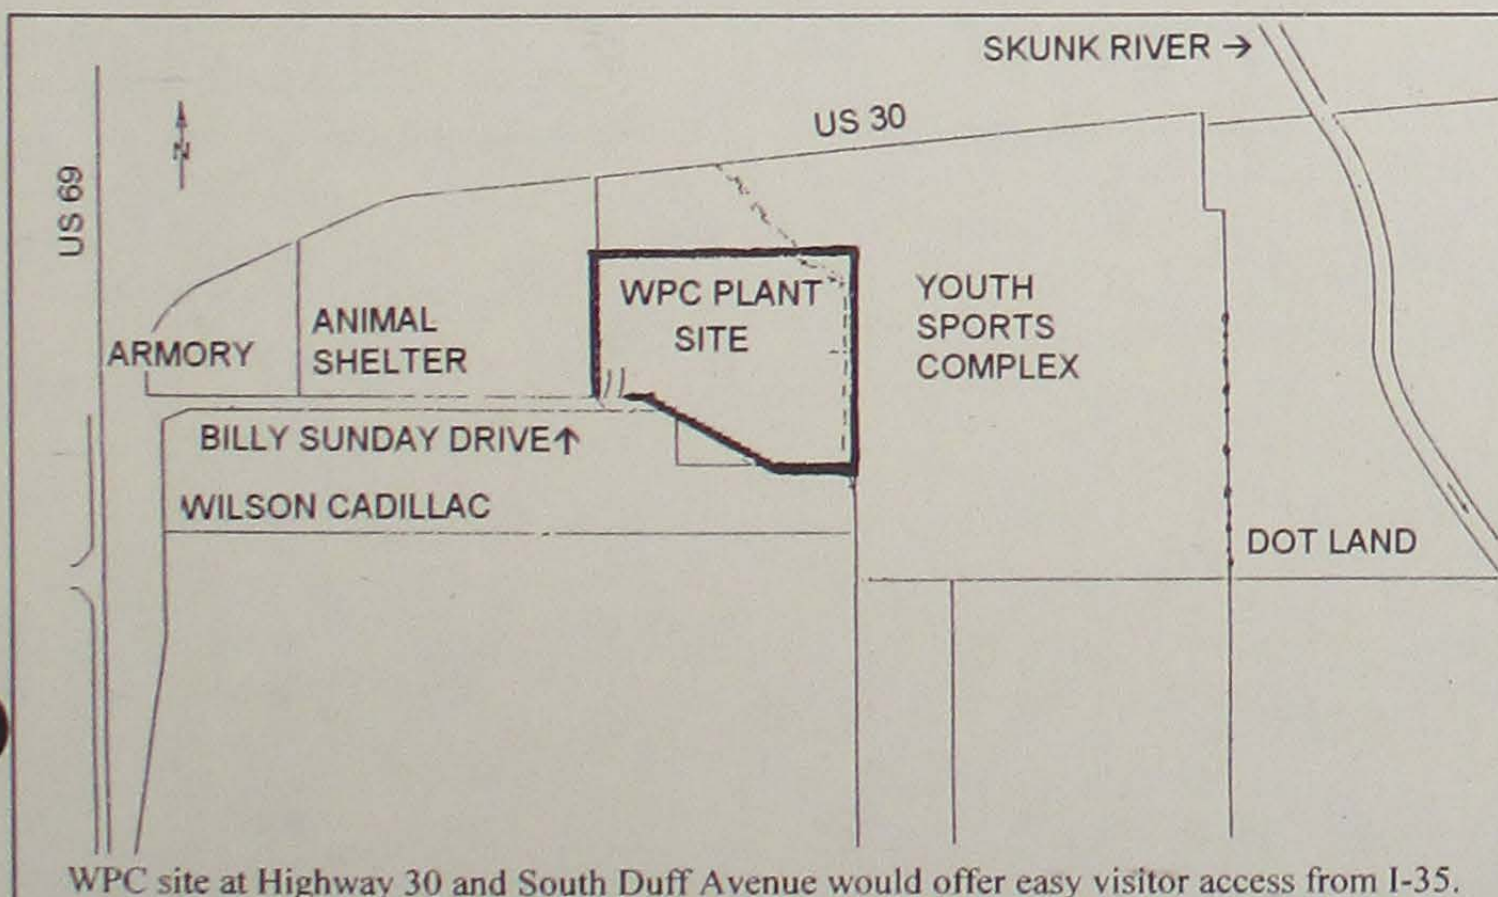 SKUNK RIVER →
US 30
US 69
N
ARMORY
ANIMAL
SHELTER
WPC PLANT
SITE
YOUTH
SPORTS
COMPLEX
BILLY SUNDAY DRIVE↑
WILSON CADILLAC
DOT LAND
WPC site at Highway 30 and South Duff Avenue would offer easy visitor access from I-35.